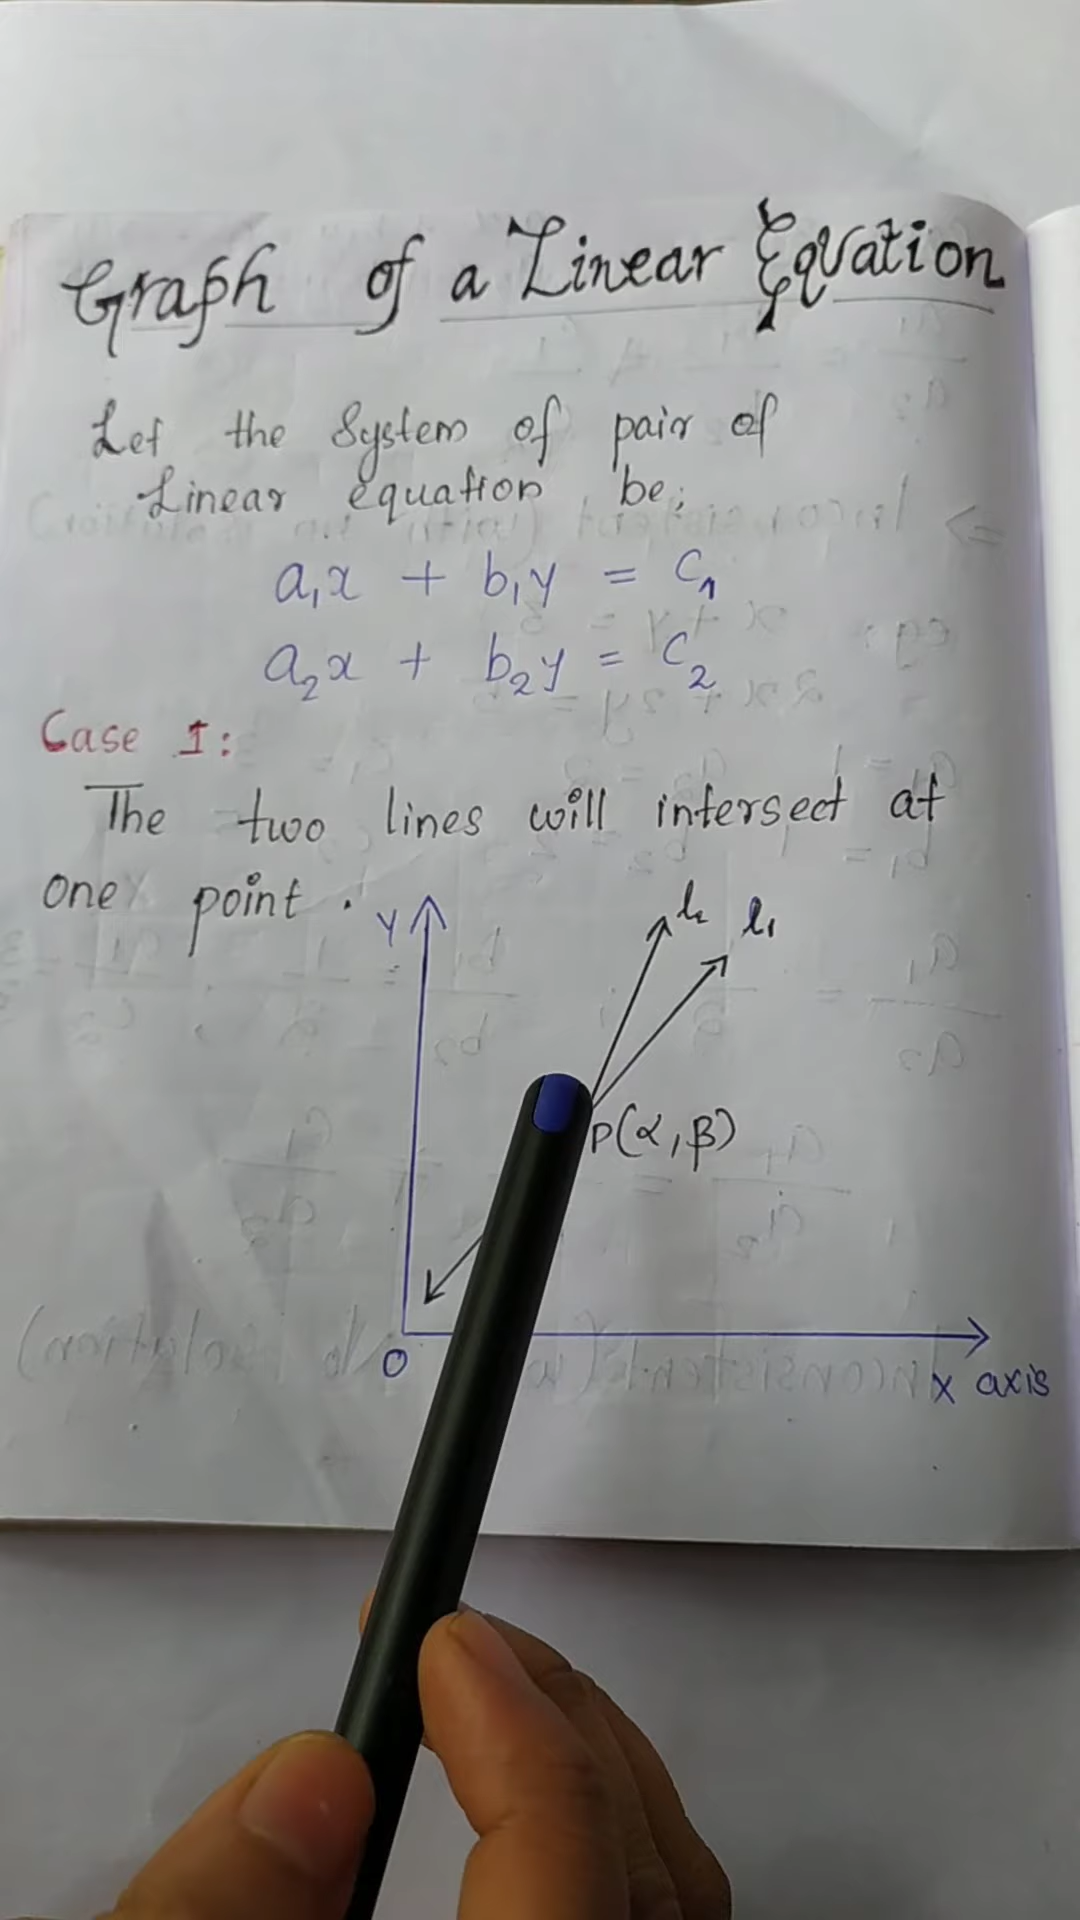 Graph of a Linear Equation
Let the System of pair of
Linear equation be;
a₁x + b₁y = C₁
a₂x + b₂y = C₂
Case I:
The two lines will intersect at
one point.
Y
l₂ l₁
P(α, β)
O
X axis